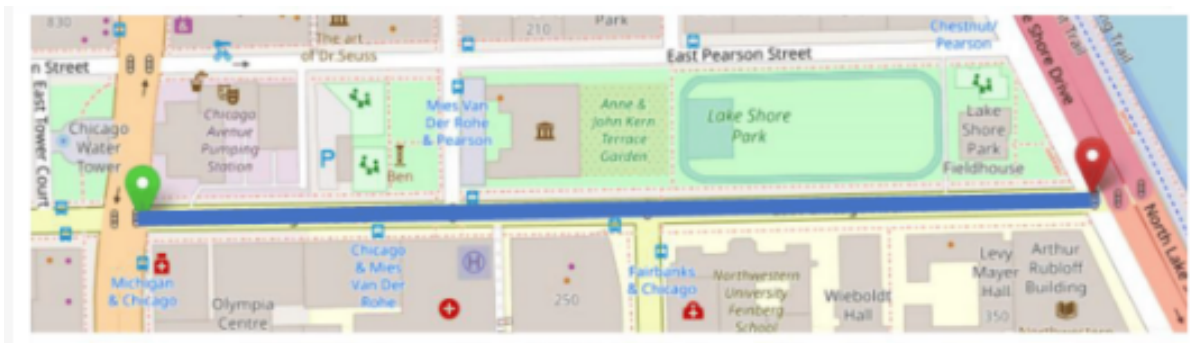 830
210
Park
The art
of Dr.Seuss
Chestnut/
Pearson
n Street
East Pearson Street
East Tower Court
Chicago
Water
Tower
Chicago
Avenue
Pumping
Station
P
Ben
Mies Van
Der Rohe
& Pearson
Anne &
John Kern
Terrace
Garden
Lake Shore
Park
Lake
Shore
Park
Fieldhouse
Shore Drive
Trail
Trail
Michigan
& Chicago
Olympia
Centre
Chicago
& Mies
Van Der
Rohe
H
250
Fairbanks
& Chicago
Northwestern
University
Feinberg
School
Wieboldt
Hall
Levy
Mayer
Hall
350
Arthur
Rubloff
Building
Northwestern
North Lake